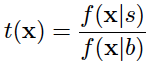 t(x) = f(x|s) / f(x|b)